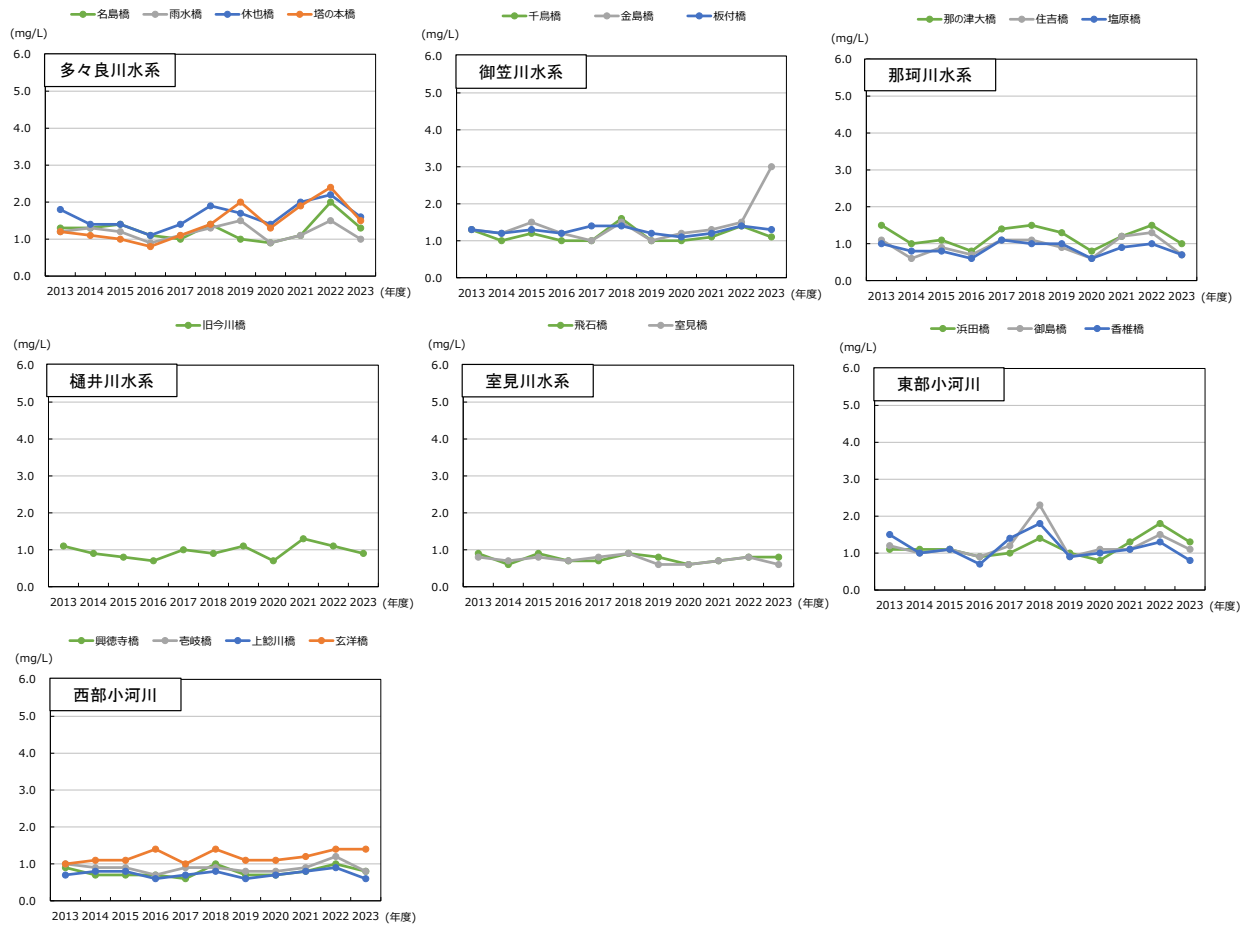 名島橋 雨水橋 休也橋 塔の本橋
(mg/L)
多々良川水系
6.0
5.0
4.0
3.0
2.0
1.0
0.0
2013 2014 2015 2016 2017 2018 2019 2020 2021 2022 2023 (年度)
千鳥橋 金島橋 板付橋
(mg/L)
御笠川水系
6.0
5.0
4.0
3.0
2.0
1.0
0.0
2013 2014 2015 2016 2017 2018 2019 2020 2021 2022 2023 (年度)
那の津大橋 住吉橋 塩原橋
(mg/L)
那珂川水系
6.0
5.0
4.0
3.0
2.0
1.0
0.0
2013 2014 2015 2016 2017 2018 2019 2020 2021 2022 2023 (年度)
旧今川橋
(mg/L)
樋井川水系
6.0
5.0
4.0
3.0
2.0
1.0
0.0
2013 2014 2015 2016 2017 2018 2019 2020 2021 2022 2023 (年度)
飛石橋 室見橋
(mg/L)
室見川水系
6.0
5.0
4.0
3.0
2.0
1.0
0.0
2013 2014 2015 2016 2017 2018 2019 2020 2021 2022 2023 (年度)
浜田橋 御島橋 香椎橋
(mg/L)
東部小河川
6.0
5.0
4.0
3.0
2.0
1.0
0.0
2013 2014 2015 2016 2017 2018 2019 2020 2021 2022 2023 (年度)
興徳寺橋 壱岐橋 上鯰川橋 玄洋橋
(mg/L)
西部小河川
6.0
5.0
4.0
3.0
2.0
1.0
0.0
2013 2014 2015 2016 2017 2018 2019 2020 2021 2022 2023 (年度)